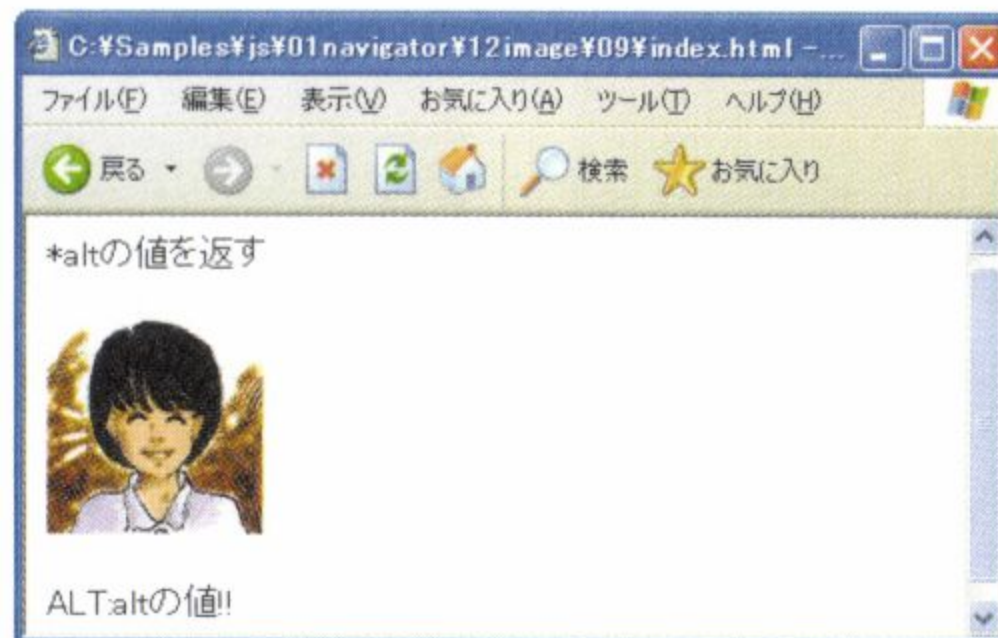 C:¥Samples¥js¥01navigator¥12image¥09¥index.html -...
ファイル(F) 編集(E) 表示(V) お気に入り(A) ツール(T) ヘルプ(H)
戻る 検索 お気に入り
*altの値を返す
ALT:altの値!!